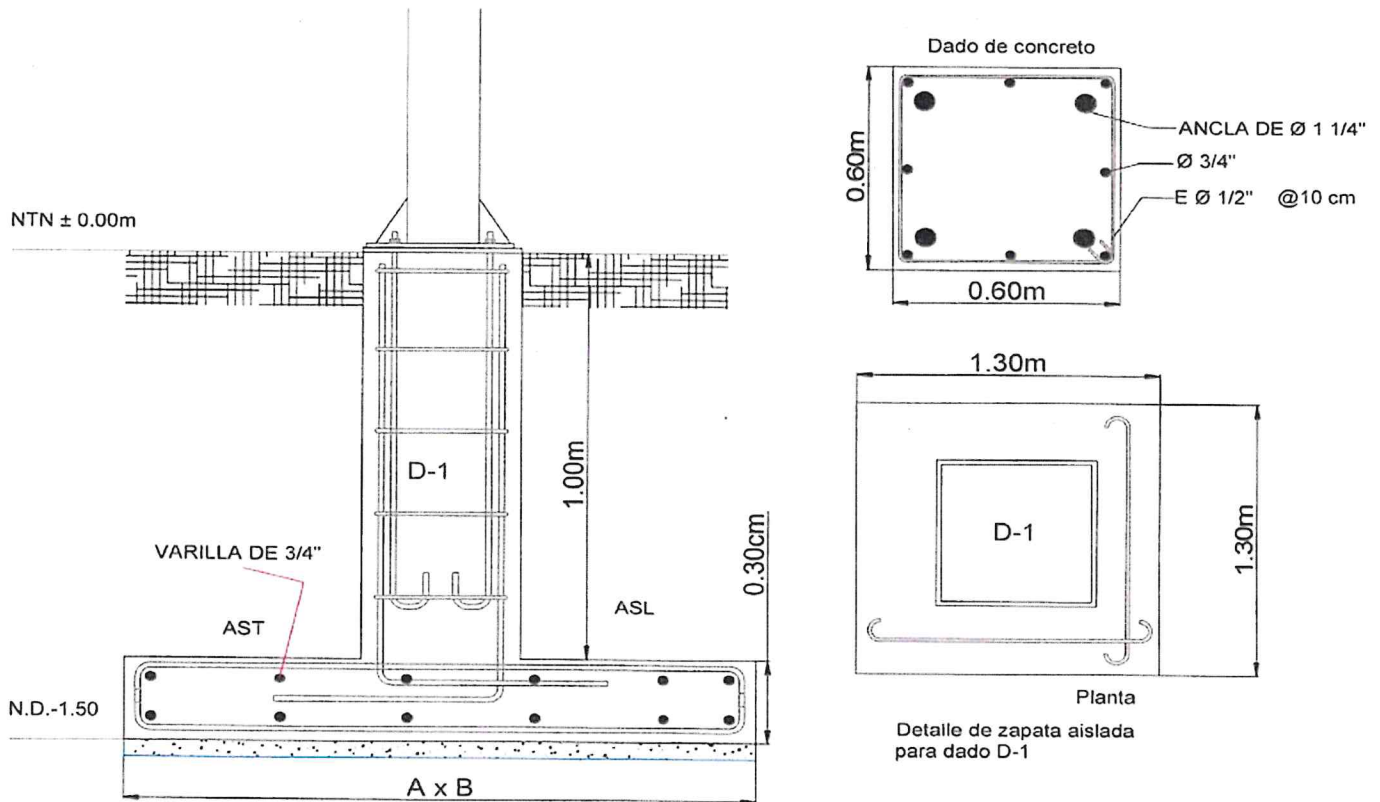 NTN ± 0.00m
D-1
1.00m
VARILLA DE 3/4"
AST
ASL
0.30cm
N.D.-1.50
A x B
Dado de concreto
0.60m
ANCLA DE Ø 1 1/4"
Ø 3/4"
E Ø 1/2" @10 cm
0.60m
1.30m
D-1
1.30m
Planta
Detalle de zapata aislada
para dado D-1